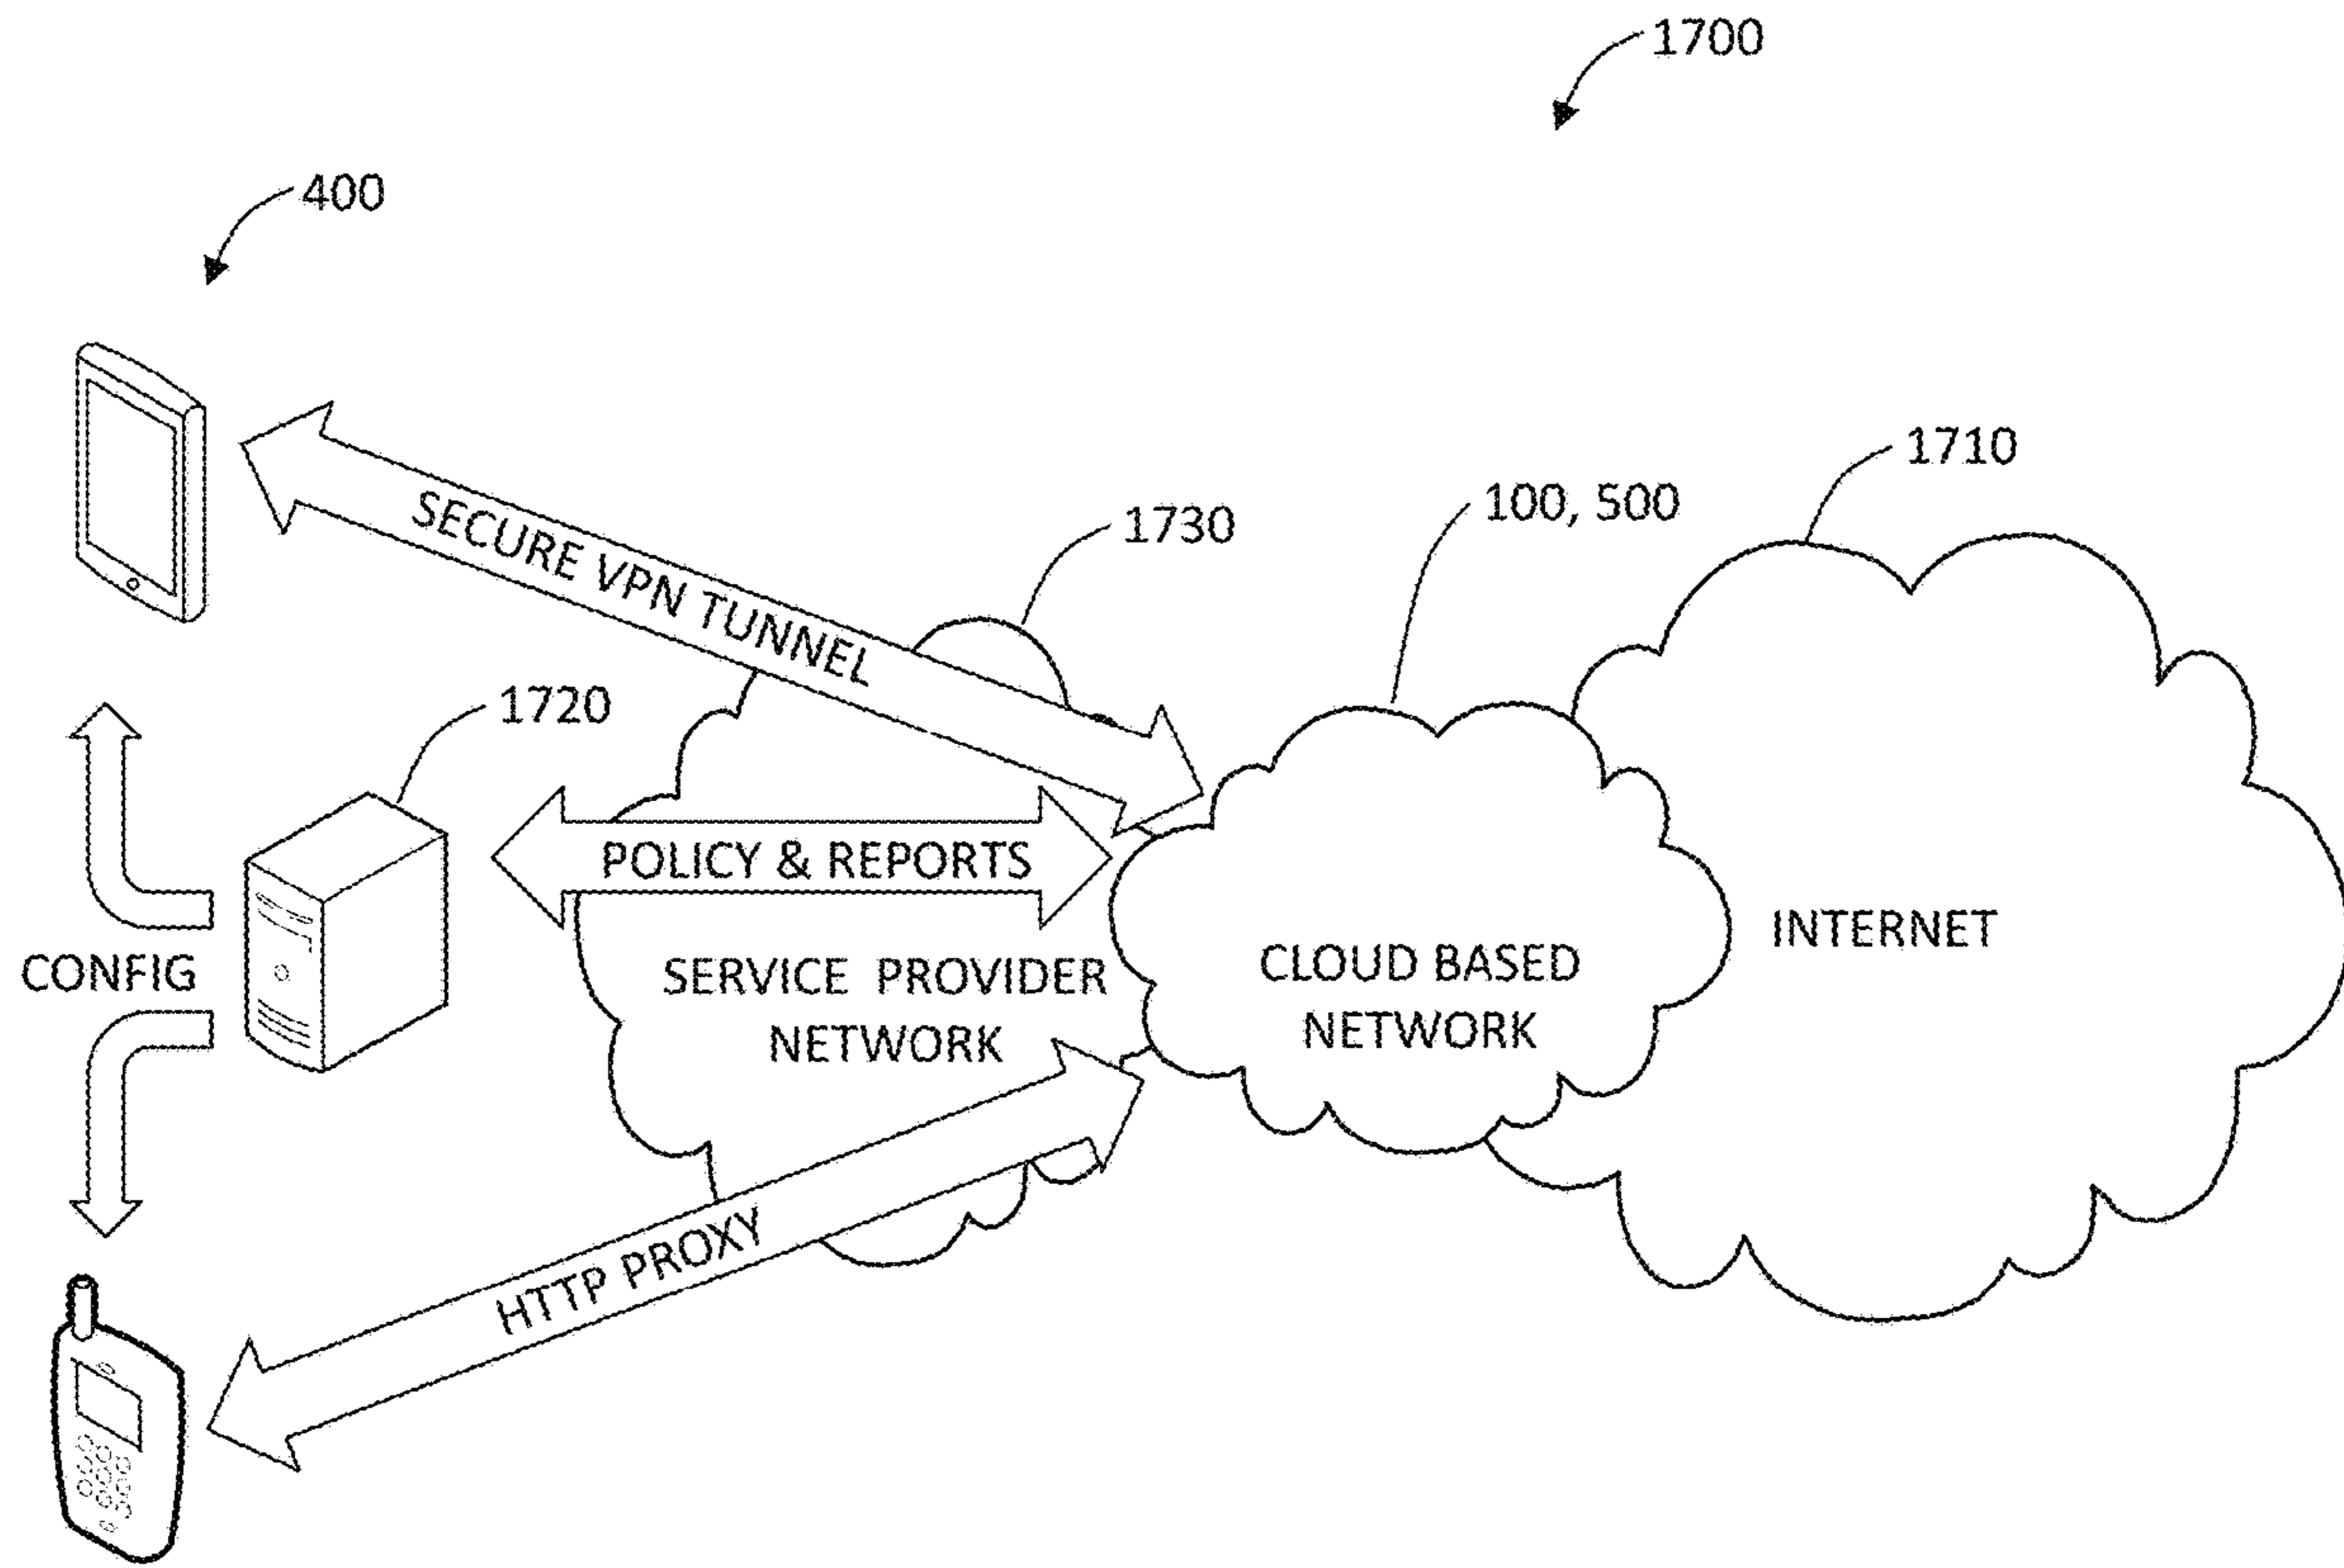 1700
400
1710
100, 500
1730
SECURE VPN TUNNEL
1720
POLICY & REPORTS
INTERNET
CONFIG
SERVICE PROVIDER
NETWORK
CLOUD BASED
NETWORK
HTTP PROXY